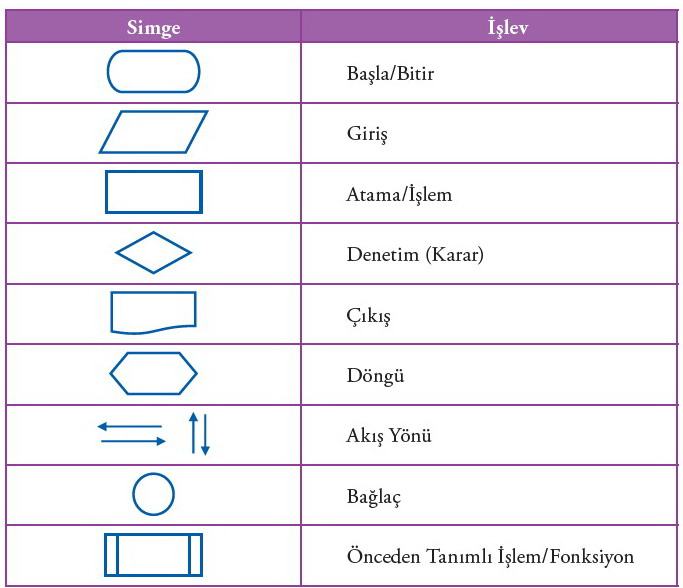 Simge İşlev
Başla/Bitir
Giriş
Atama/İşlem
Denetim (Karar)
Çıkış
Döngü
Akış Yönü
Bağlaç
Önceden Tanımlı İşlem/Fonksiyon